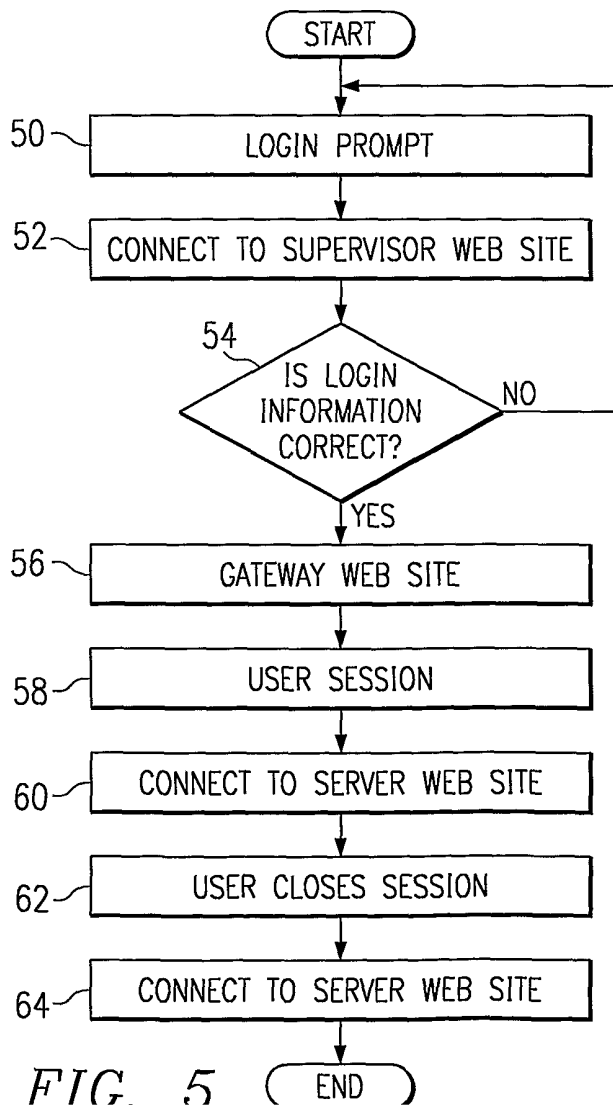 START
50
LOGIN PROMPT
52
CONNECT TO SUPERVISOR WEB SITE
54
IS LOGIN
INFORMATION
CORRECT?
NO
YES
56
GATEWAY WEB SITE
58
USER SESSION
60
CONNECT TO SERVER WEB SITE
62
USER CLOSES SESSION
64
CONNECT TO SERVER WEB SITE
FIG. 5
END